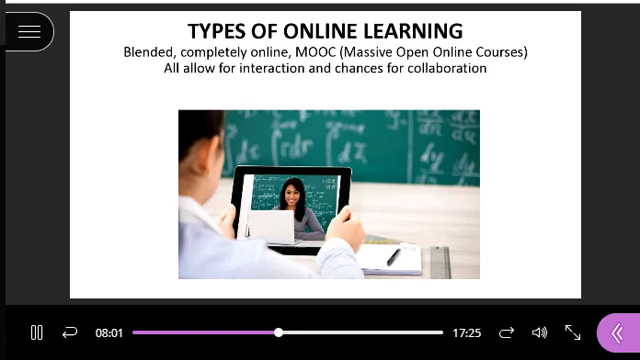 TYPES OF ONLINE LEARNING
Blended, completely online, MOOC (Massive Open Online Courses)
All allow for interaction and chances for collaboration
08:01
17:25